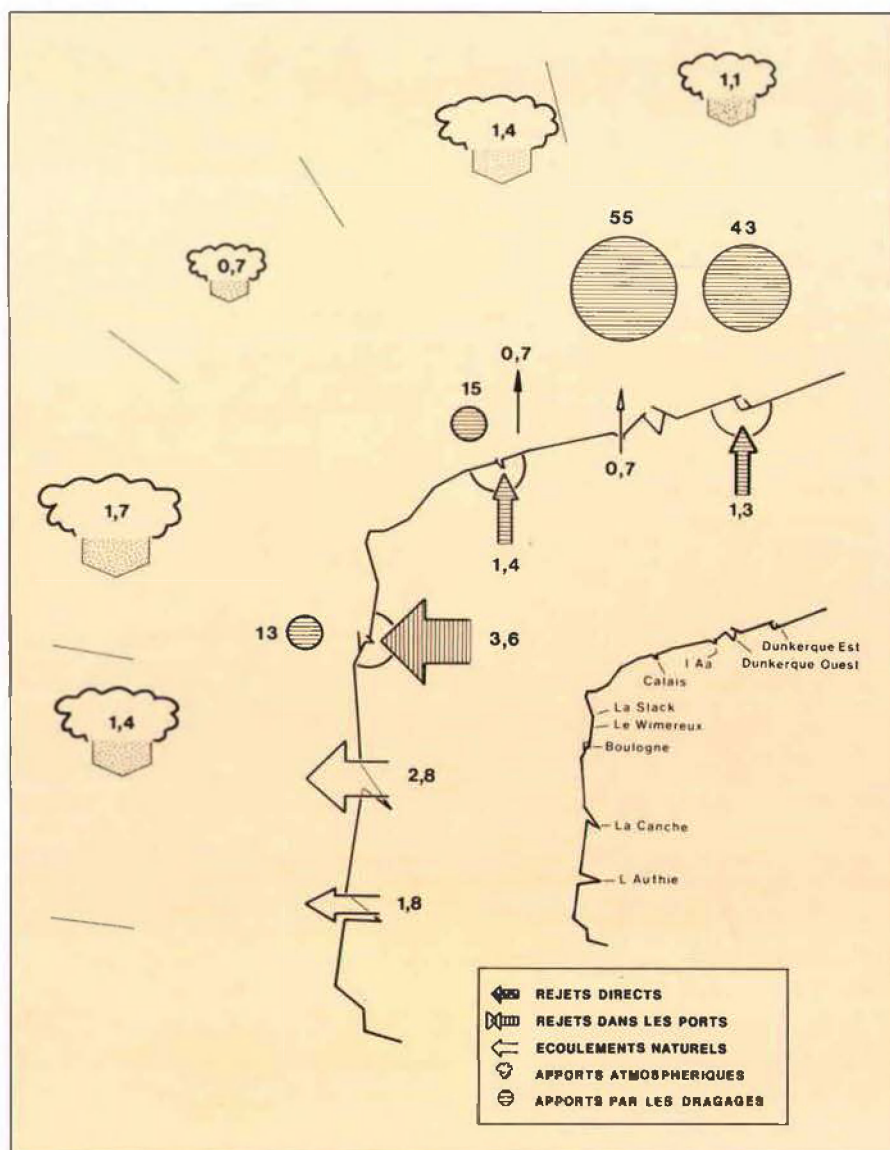 1,1
1,4
55
43
0,7
0,7
15
0,7
1,3
1,7
1,4
13
3,6
Dunkerque Est
l Aa
Dunkerque Ouest
Calais
La Slack
1,4
Le Wimereux
Boulogne
2,8
La Canche
L Authie
1,8
REJETS DIRECTS
REJETS DANS LES PORTS
ECOULEMENTS NATURELS
APPORTS ATMOSPHERIQUES
APPORTS PAR LES DRAGAGES